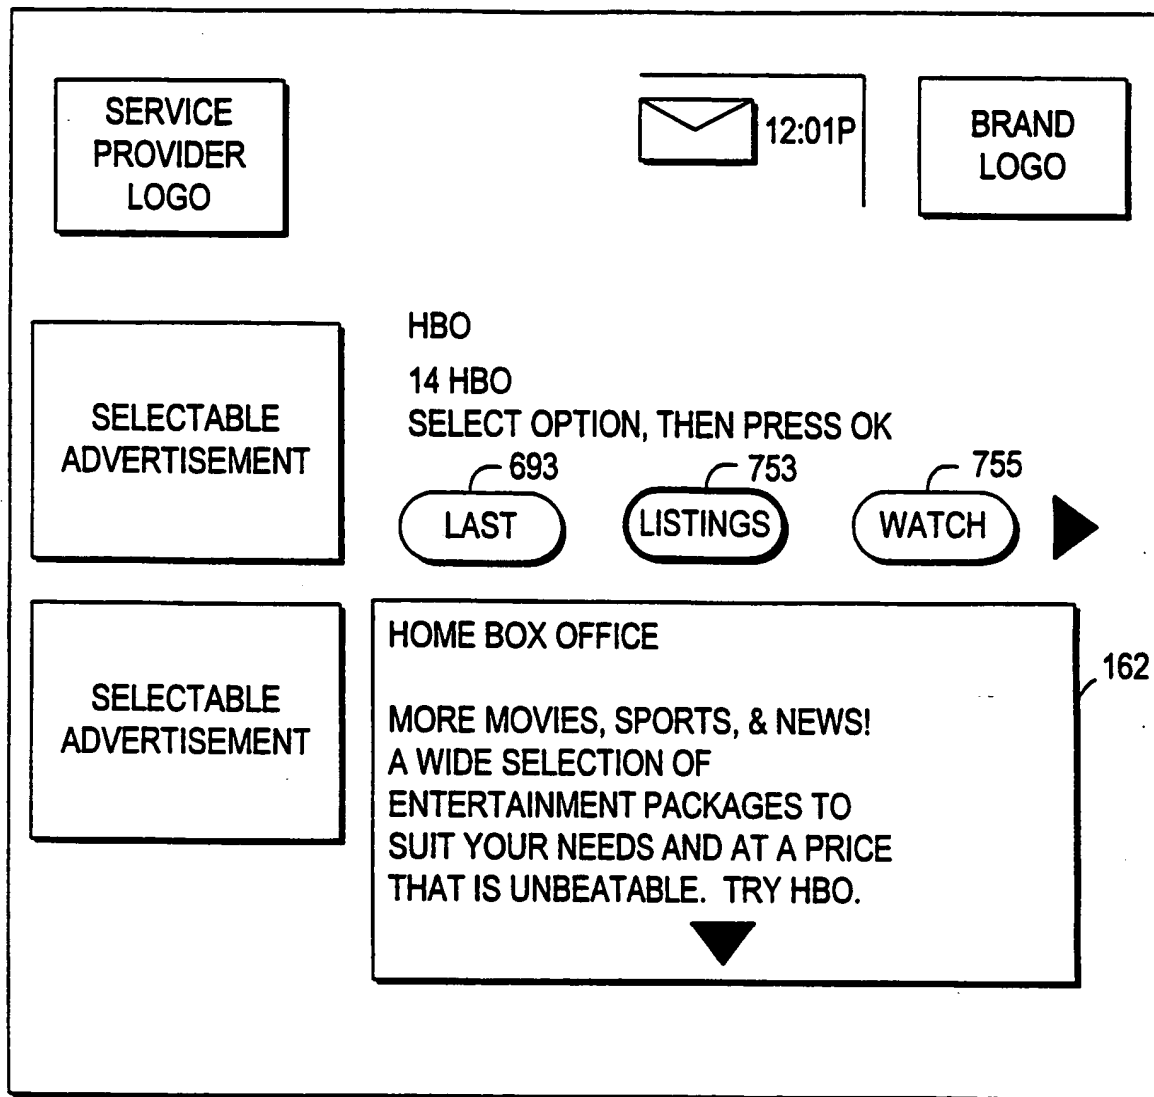 SERVICE
PROVIDER
LOGO
12:01P
BRAND
LOGO
SELECTABLE
ADVERTISEMENT
HBO
14 HBO
SELECT OPTION, THEN PRESS OK
693
753
755
LAST
LISTINGS
WATCH
SELECTABLE
ADVERTISEMENT
HOME BOX OFFICE
162
MORE MOVIES, SPORTS, & NEWS!
A WIDE SELECTION OF
ENTERTAINMENT PACKAGES TO
SUIT YOUR NEEDS AND AT A PRICE
THAT IS UNBEATABLE. TRY HBO.